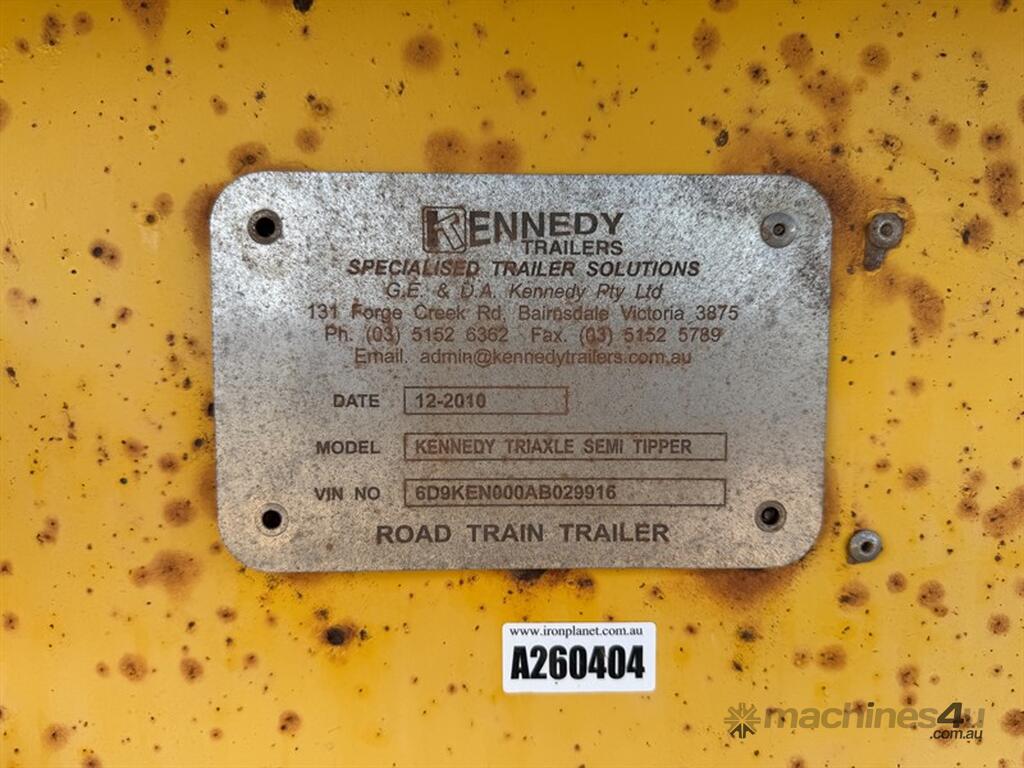 KENNEDY
TRAILERS
SPECIALISED TRAILER SOLUTIONS
G.E. & D.A. Kennedy Pty Ltd
131 Forge Creek Rd, Bairnsdale Victoria 3875
Ph. (03) 5152 6362 Fax. (03) 5152 5789
Email. admin@kennedytrailers.com.au
DATE 12-2010
MODEL KENNEDY TRIAXLE SEMI TIPPER
VIN NO 6D9KEN000AB029916
ROAD TRAIN TRAILER
www.ironplanet.com.au
A260404
machines4u
.com.au